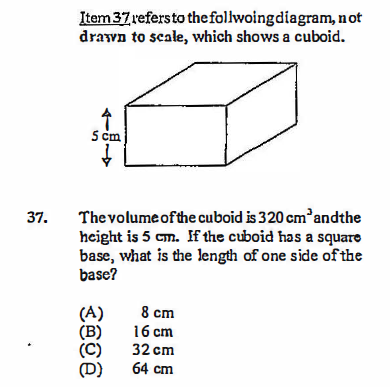 Item 37 refers to the follwoing diagram, not
drawn to scale, which shows a cuboid.
5 cm
37. The volume of the cuboid is 320 cm³ and the
height is 5 cm. If the cuboid has a square
base, what is the length of one side of the
base?
(A) 8 cm
(B) 16 cm
(C) 32 cm
(D) 64 cm